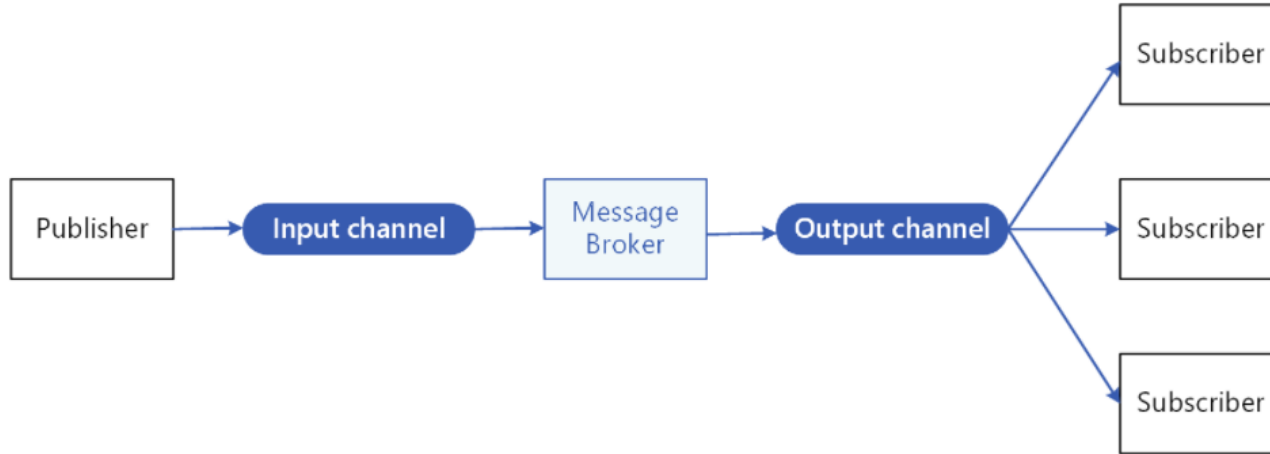 Subscriber
Publisher
Input channel
Message
Broker
Output channel
Subscriber
Subscriber